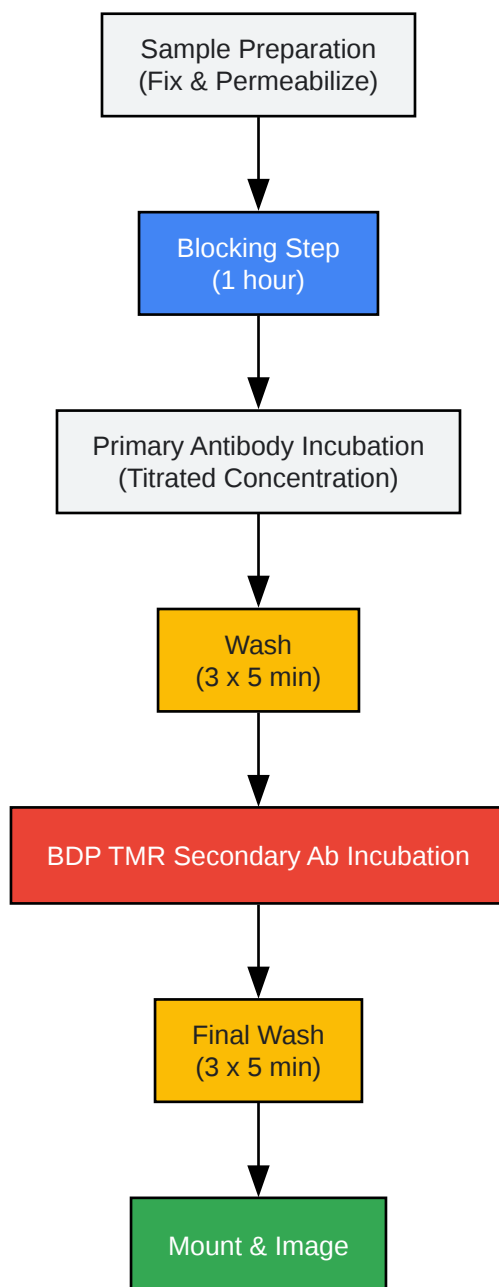 Sample Preparation
(Fix & Permeabilize)
Blocking Step
(1 hour)
Primary Antibody Incubation
(Titrated Concentration)
Wash
(3 x 5 min)
BDP TMR Secondary Ab Incubation
Final Wash
(3 x 5 min)
Mount & Image